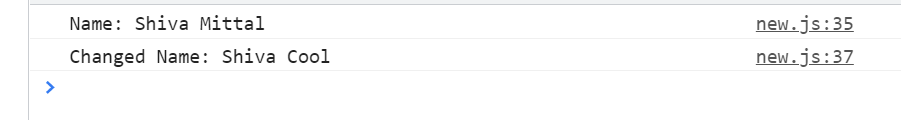 Name: Shiva Mittal new.js:35
Changed Name: Shiva Cool new.js:37